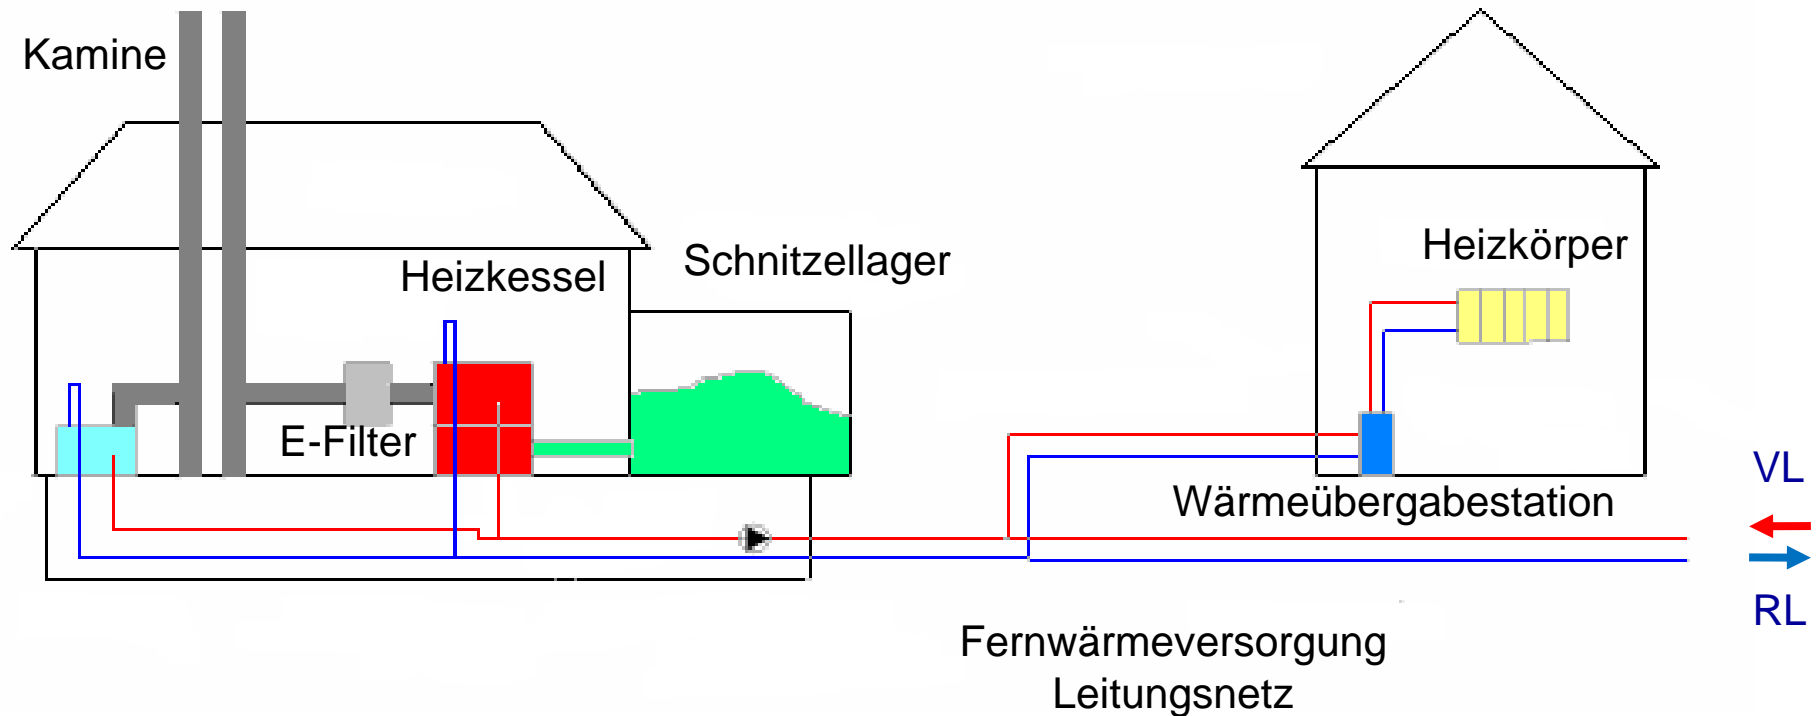 Kamine
Heizkessel
Schnitzellager
Heizkörper
E-Filter
Wärmeübergabestation
VL
RL
Fernwärmeversorgung
Leitungsnetz